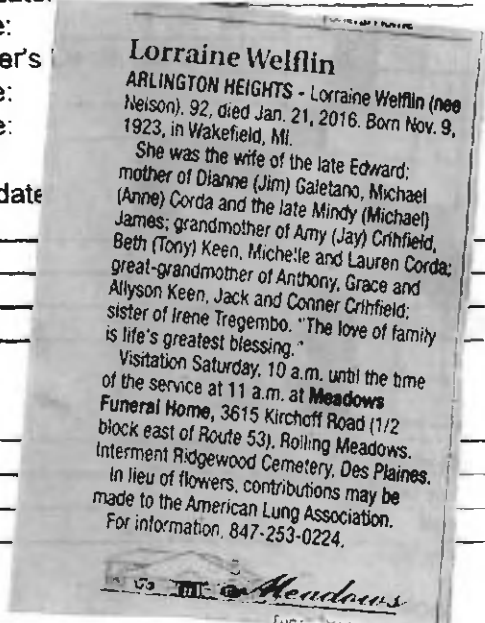 e:
er's
e:
e:
date
Lorraine Welflin
ARLINGTON HEIGHTS - Lorraine Welflin (nee
Nelson), 92, died Jan. 21, 2016. Born Nov. 9,
1923, in Wakefield, MI.
She was the wife of the late Edward;
mother of Dianne (Jim) Galetano, Michael
(Anne) Corda and the late Mindy (Michael)
James; grandmother of Amy (Jay) Crihfield,
Beth (Tony) Keen, Michelle and Lauren Corda;
great-grandmother of Anthony, Grace and
Allyson Keen, Jack and Conner Crihfield;
sister of Irene Tregembo. "The love of family
is life's greatest blessing."
Visitation Saturday, 10 a.m. until the time
of the service at 11 a.m. at Meadows
Funeral Home, 3615 Kirchoff Road (1/2
block east of Route 53), Rolling Meadows.
Interment Ridgewood Cemetery, Des Plaines.
In lieu of flowers, contributions may be
made to the American Lung Association.
For information, 847-253-0224.
Meadows